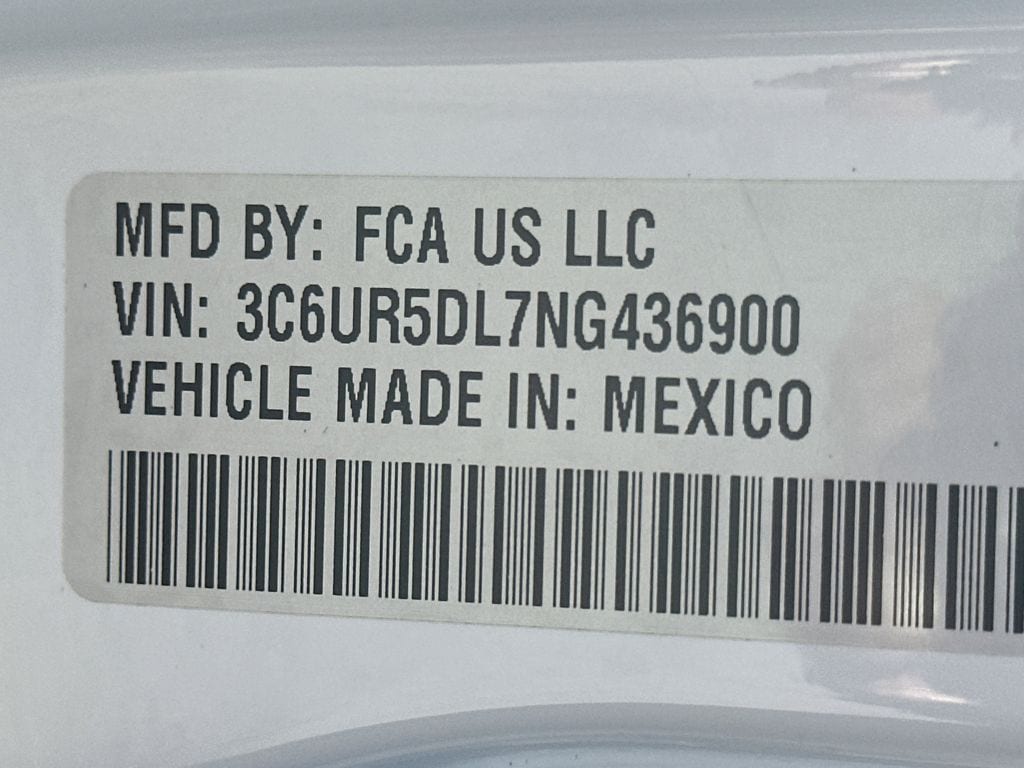 MFD BY: FCA US LLC
VIN: 3C6UR5DL7NG436900
VEHICLE MADE IN: MEXICO